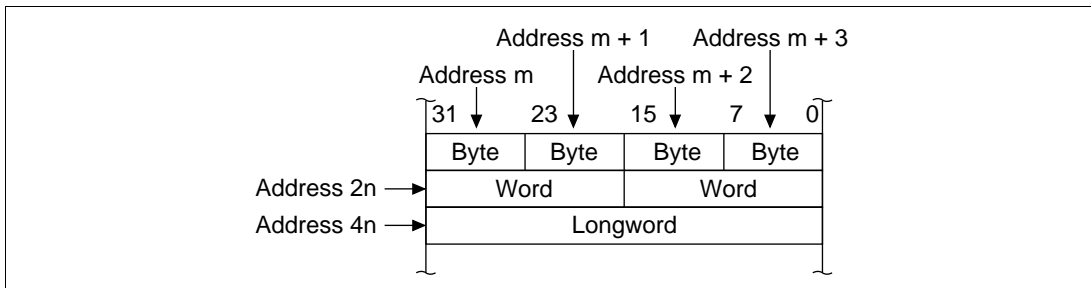 Address m + 1 Address m + 3
Address m Address m + 2
31 23 15 7 0
Byte Byte Byte Byte
Address 2n Word Word
Address 4n Longword